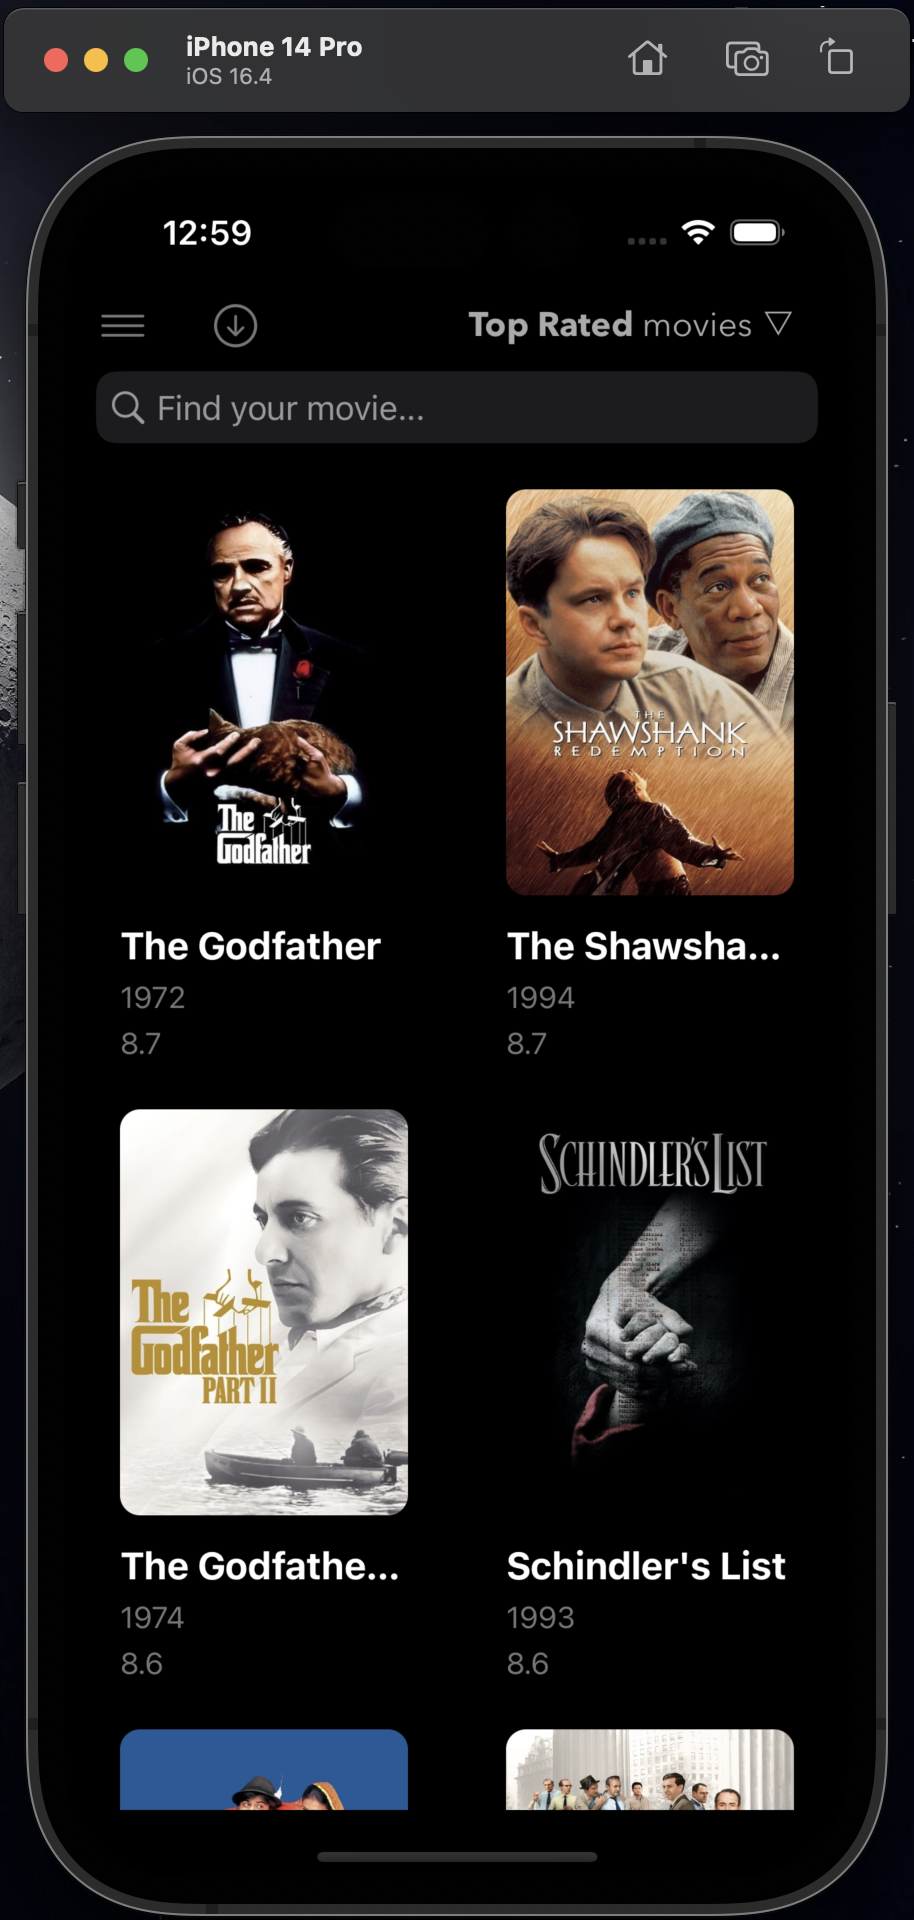 iPhone 14 Pro
iOS 16.4
12:59
Top Rated movies
Find your movie...
The
Godfather
THE
SHAWSHANK
REDEMPTION
The Godfather
The Shawsha...
1972
1994
8.7
8.7
The
Godfather
PART II
SCHINDLER'S LIST
The Godfathe...
Schindler's List
1974
1993
8.6
8.6